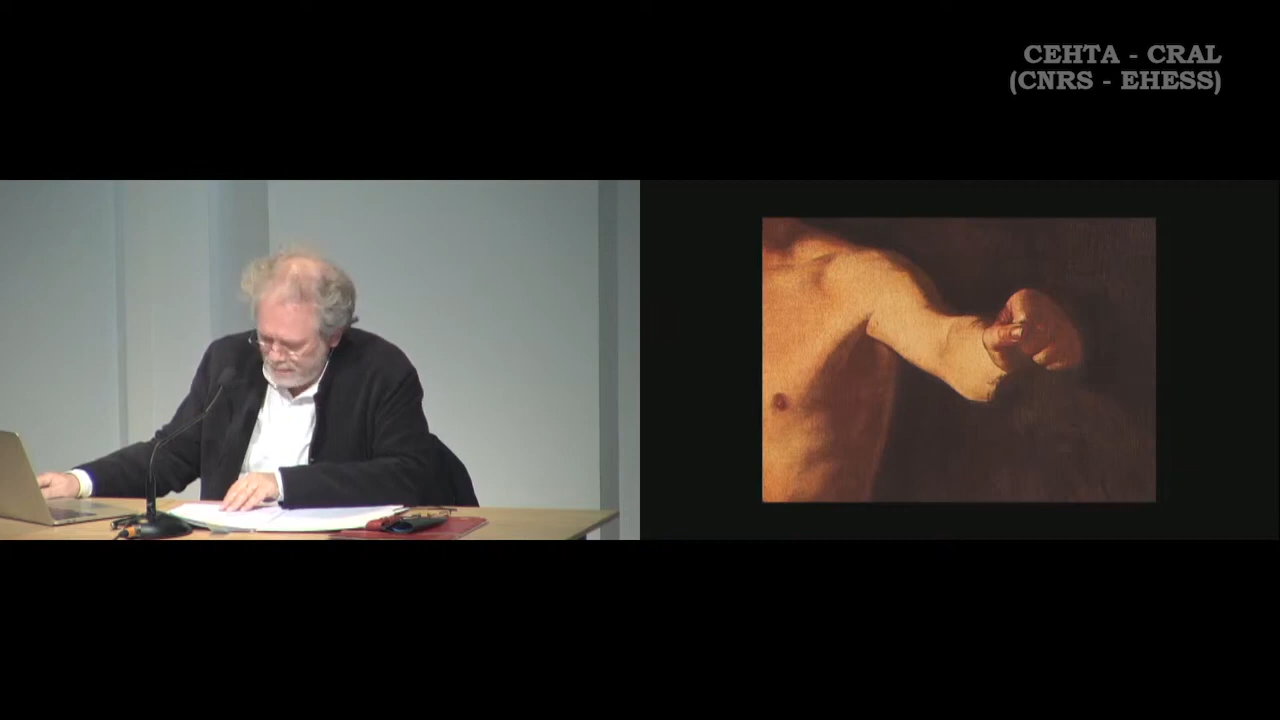 CEHTA - CRAL
(CNRS - EHESS)